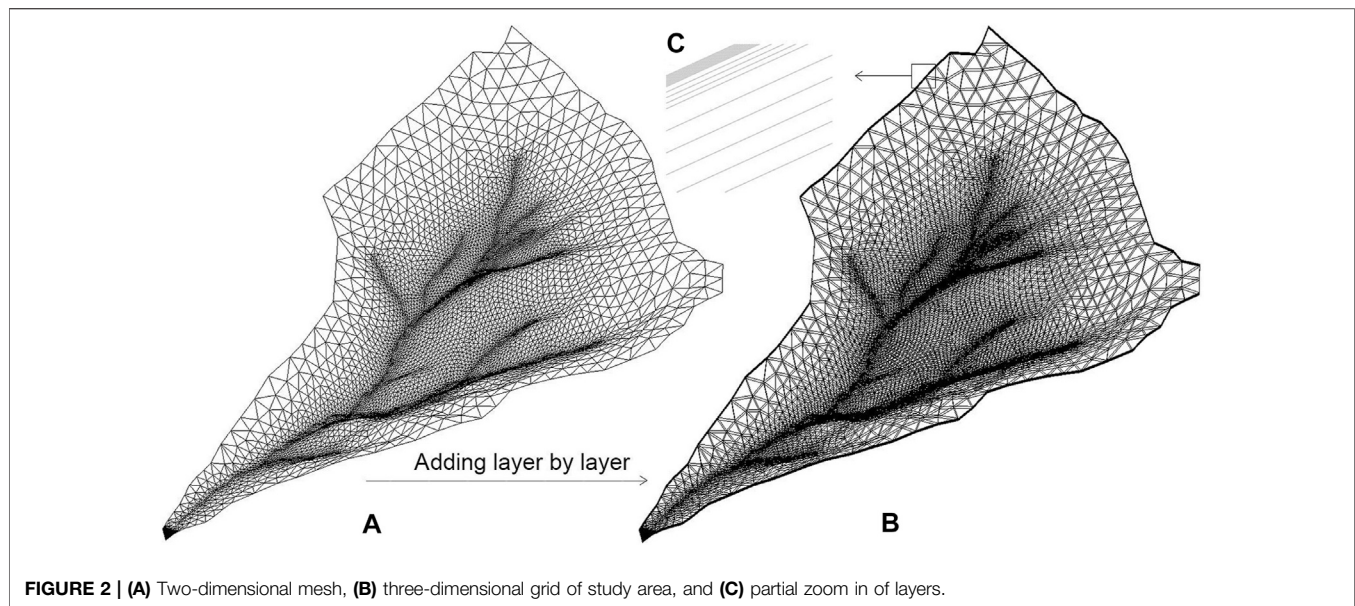 C
Adding layer by layer
A
B
FIGURE 2 | (A) Two-dimensional mesh, (B) three-dimensional grid of study area, and (C) partial zoom in of layers.